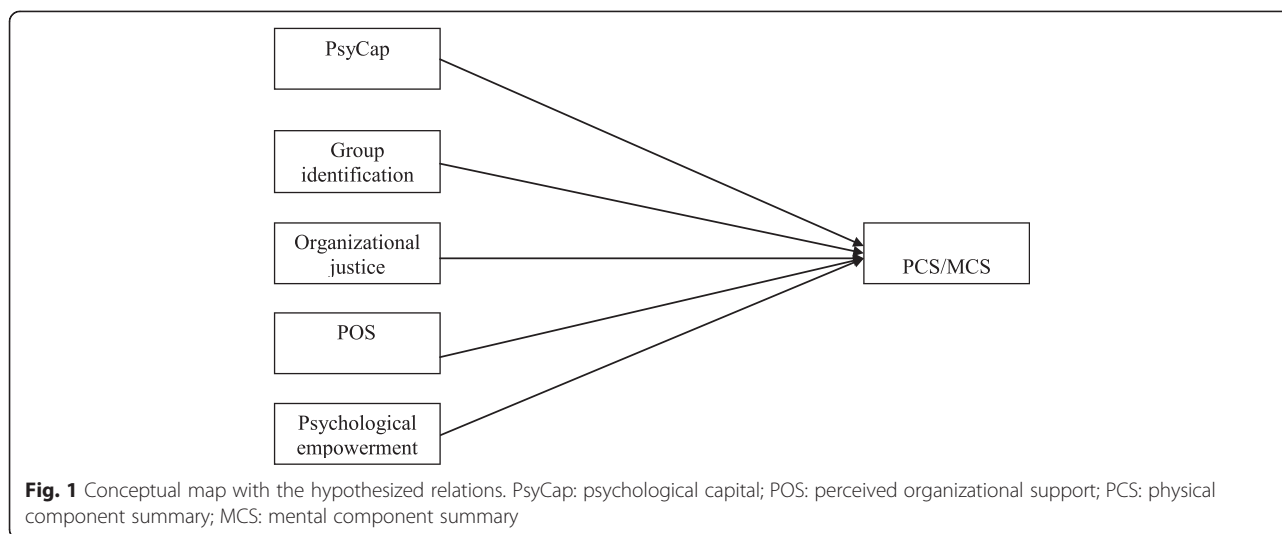 PsyCap
Group
identification
Organizational
justice
POS
Psychological
empowerment
PCS/MCS
Fig. 1 Conceptual map with the hypothesized relations. PsyCap: psychological capital; POS: perceived organizational support; PCS: physical
component summary; MCS: mental component summary